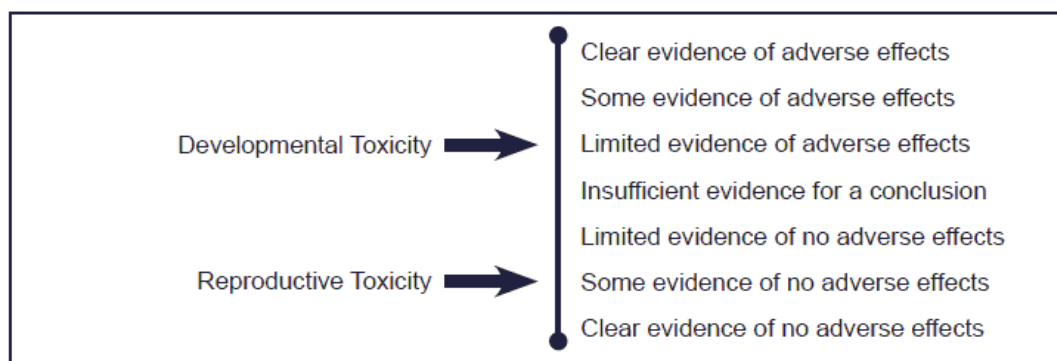 Clear evidence of adverse effects
Some evidence of adverse effects
Developmental Toxicity
Limited evidence of adverse effects
Insufficient evidence for a conclusion
Limited evidence of no adverse effects
Reproductive Toxicity
Some evidence of no adverse effects
Clear evidence of no adverse effects